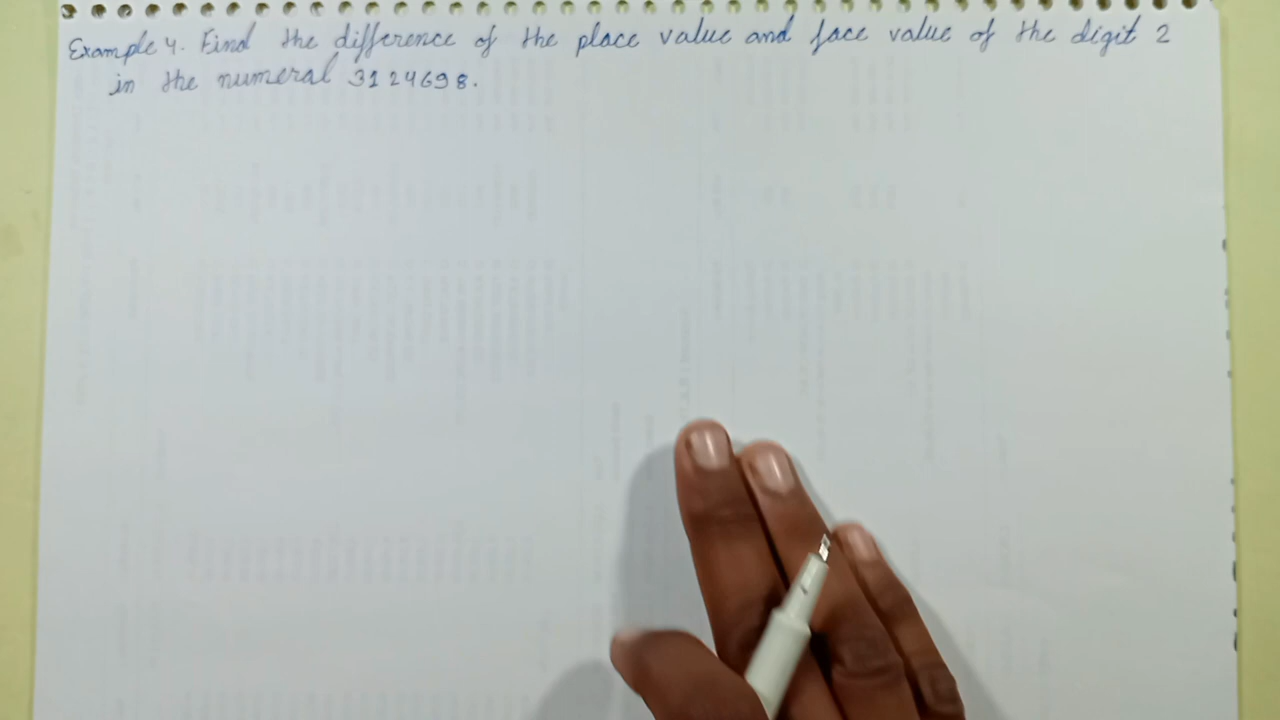 Example 4. Find the difference of the place value and face value of the digit 2
in the numeral 3124698.